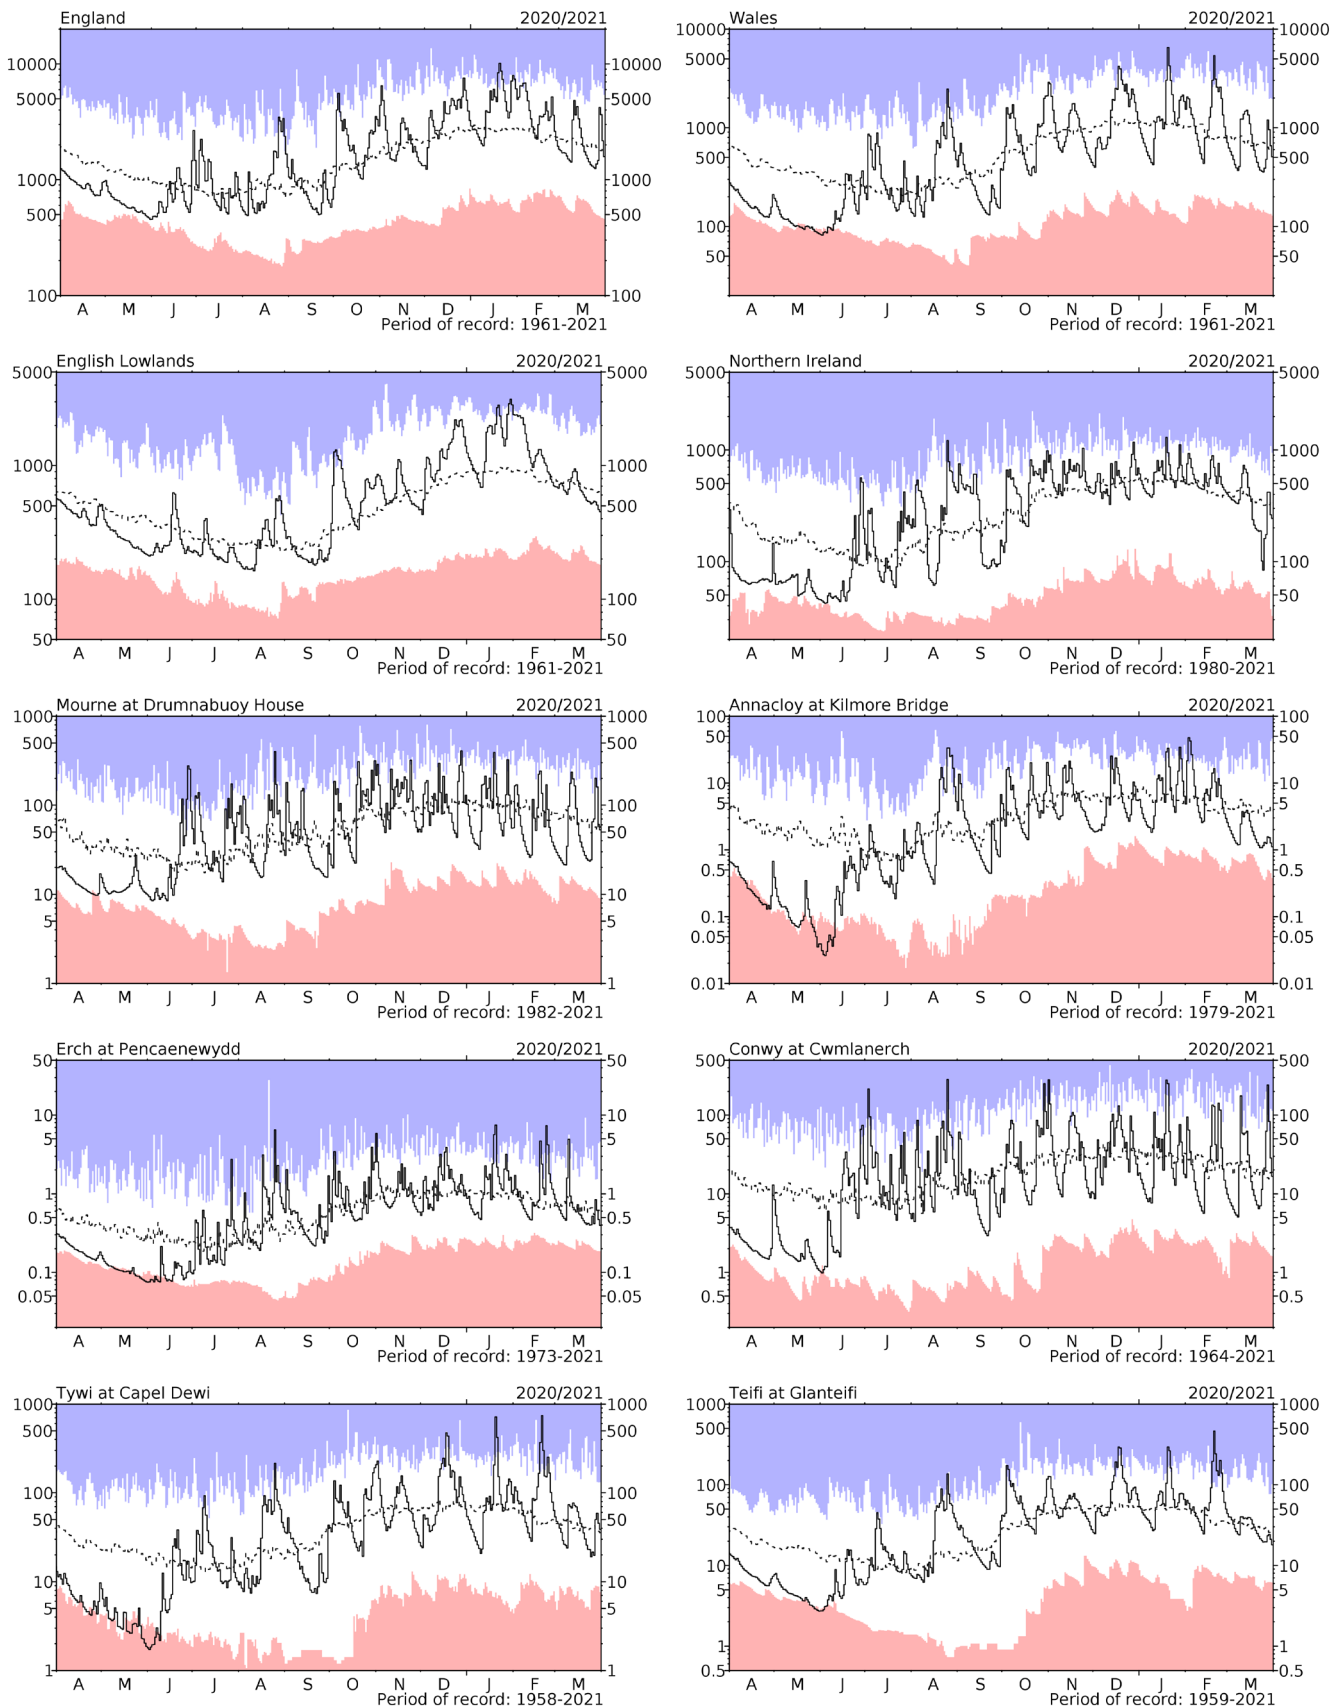 England 2020/2021
10000 10000
5000 5000
1000 1000
500 500
100 100
A M J J A S O N D J F M
Period of record: 1961-2021
Wales 2020/2021
10000 10000
5000 5000
1000 1000
500 500
100 100
50 50
A M J J A S O N D J F M
Period of record: 1961-2021
English Lowlands 2020/2021
5000 5000
1000 1000
500 500
100 100
50 50
A M J J A S O N D J F M
Period of record: 1961-2021
Northern Ireland 2020/2021
5000 5000
1000 1000
500 500
100 100
50 50
A M J J A S O N D J F M
Period of record: 1980-2021
Mourne at Drumnabuoy House 2020/2021
1000 1000
500 500
100 100
50 50
10 10
5 5
1 1
A M J J A S O N D J F M
Period of record: 1982-2021
Annacloy at Kilmore Bridge 2020/2021
100 100
50 50
10 10
5 5
1 1
0.5 0.5
0.1 0.1
0.05 0.05
0.01 0.01
A M J J A S O N D J F M
Period of record: 1979-2021
Erch at Pencaenewydd 2020/2021
50 50
10 10
5 5
1 1
0.5 0.5
0.1 0.1
0.05 0.05
A M J J A S O N D J F M
Period of record: 1973-2021
Conwy at Cwmlanerch 2020/2021
500 500
100 100
50 50
10 10
5 5
1 1
0.5 0.5
A M J J A S O N D J F M
Period of record: 1964-2021
Tywi at Capel Dewi 2020/2021
1000 1000
500 500
100 100
50 50
10 10
5 5
1 1
A M J J A S O N D J F M
Period of record: 1958-2021
Teifi at Glanteifi 2020/2021
1000 1000
500 500
100 100
50 50
10 10
5 5
1 1
0.5 0.5
A M J J A S O N D J F M
Period of record: 1959-2021